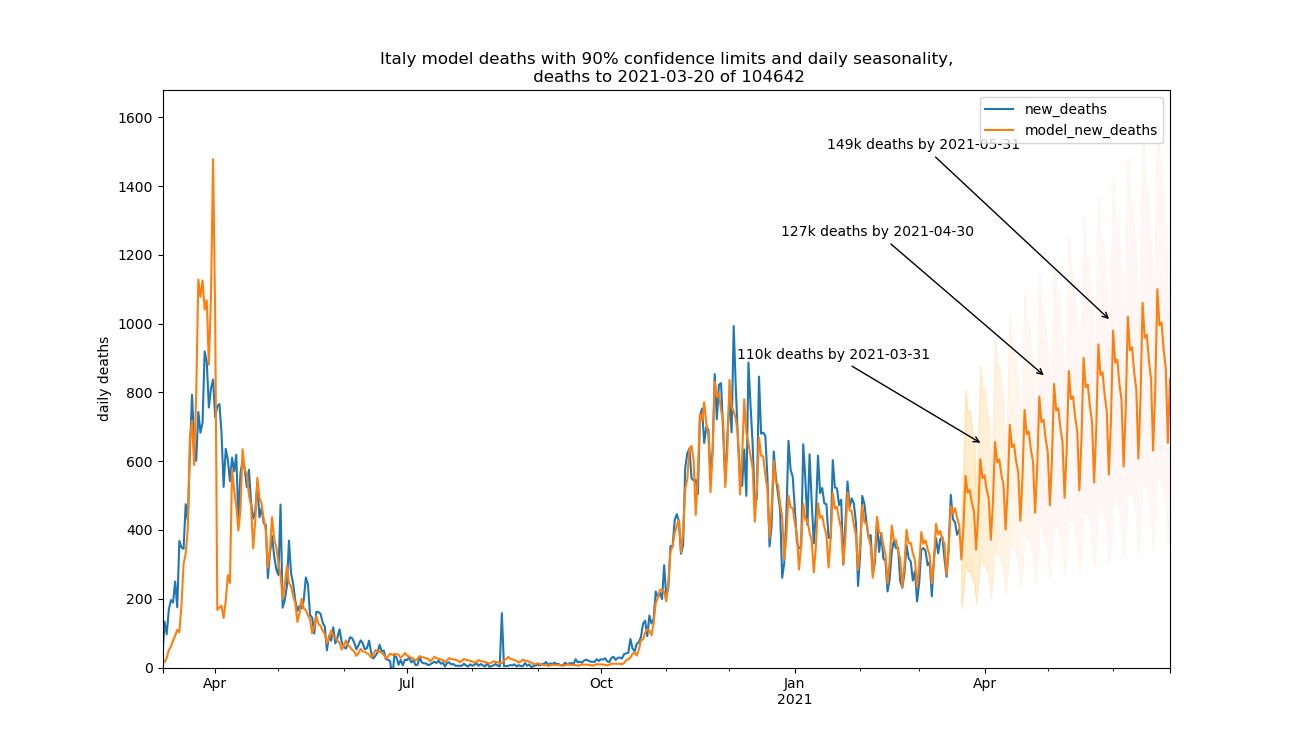 Italy model deaths with 90% confidence limits and daily seasonality,
deaths to 2021-03-20 of 104642
new_deaths
model_new_deaths
149k deaths by 2021-05-31
127k deaths by 2021-04-30
110k deaths by 2021-03-31
daily deaths
1600
1400
1200
1000
800
600
400
200
0
Apr
Jul
Oct
Jan
2021
Apr